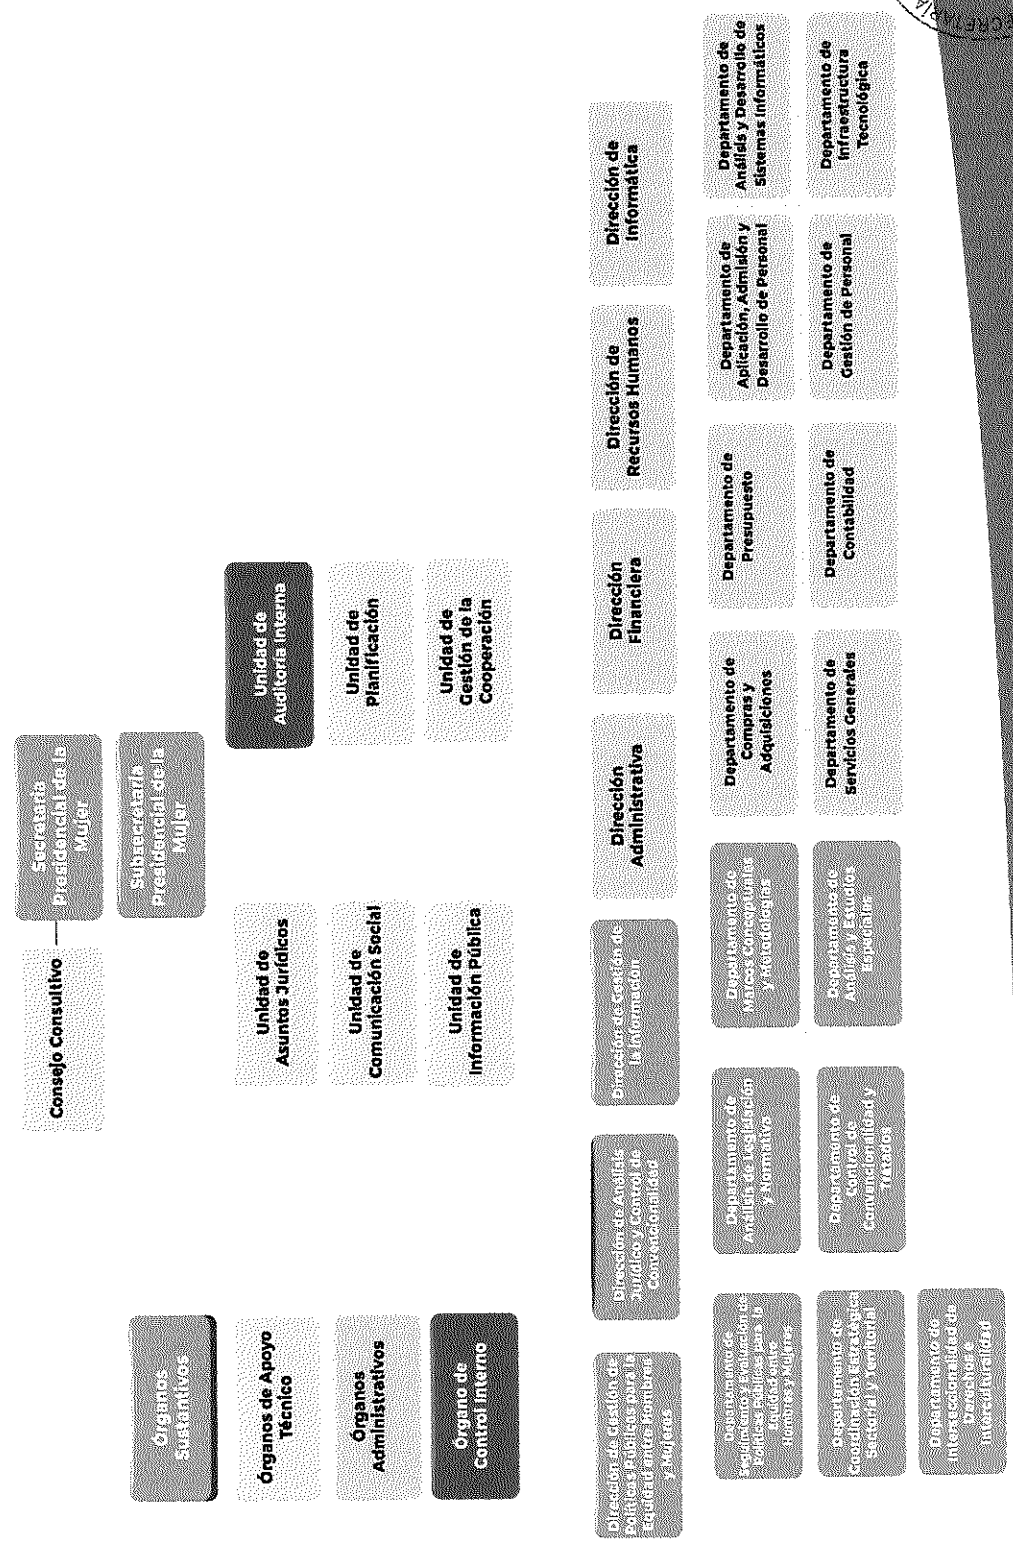 Secretaría
Presidencial de la
Mujer
Consejo Consultivo
Subsecretaría
Presidencial de la
Mujer
Órganos
Sustantivos
Órganos de Apoyo
Técnico
Órganos
Administrativos
Órgano de
Control Interno
Unidad de
Asuntos Jurídicos
Unidad de
Comunicación Social
Unidad de
Información Pública
Unidad de
Auditoría Interna
Unidad de
Planificación
Unidad de
Gestión de la
Cooperación
Dirección de Gestión de
Políticas Públicas para la
Equidad entre Hombres
y Mujeres
Dirección de Análisis
Jurídico y Control de
Convencionalidad
Dirección de Gestión de
la Información
Dirección
Administrativa
Dirección
Financiera
Dirección de
Recursos Humanos
Dirección de
Informática
Departamento de
Seguimiento y Evaluación de
Políticas Públicas para la
Equidad entre
Hombres y Mujeres
Departamento de
Análisis de Legislación
y Normativa
Departamento de
Marcos Conceptuales
y Metodologías
Departamento de
Compras y
Adquisiciones
Departamento de
Presupuesto
Departamento de
Aplicación, Admisión y
Desarrollo de Personal
Departamento de
Análisis y Desarrollo de
Sistemas Informáticos
Departamento de
Coordinación Estratégica
Sectorial y Territorial
Departamento de
Control de
Convencionalidad y
Tratados
Departamento de
Análisis y Estudios
Especiales
Departamento de
Servicios Generales
Departamento de
Contabilidad
Departamento de
Gestión de Personal
Departamento de
Infraestructura
Tecnológica
Departamento de
Interseccionalidad de
Derechos e
Interculturalidad